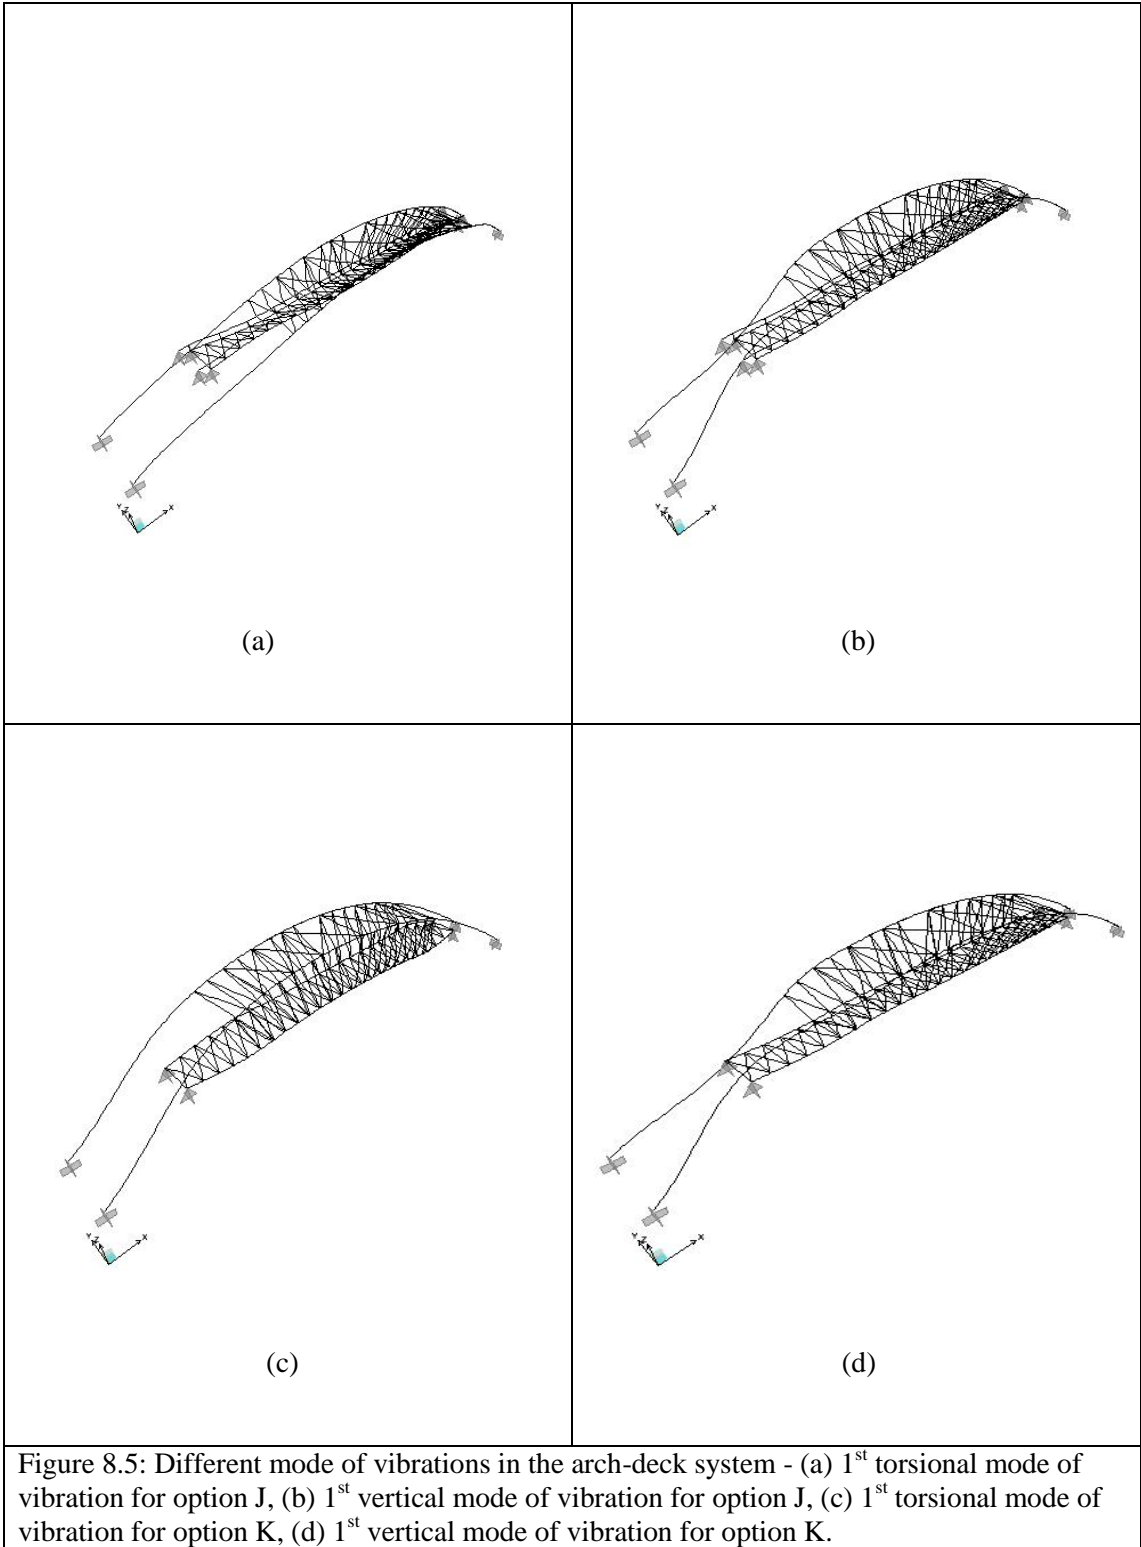 Y Z X
(a)
Y Z X
(b)
Y Z X
(c)
Y Z X
(d)
Figure 8.5: Different mode of vibrations in the arch-deck system - (a) 1st torsional mode of
vibration for option J, (b) 1st vertical mode of vibration for option J, (c) 1st torsional mode of
vibration for option K, (d) 1st vertical mode of vibration for option K.